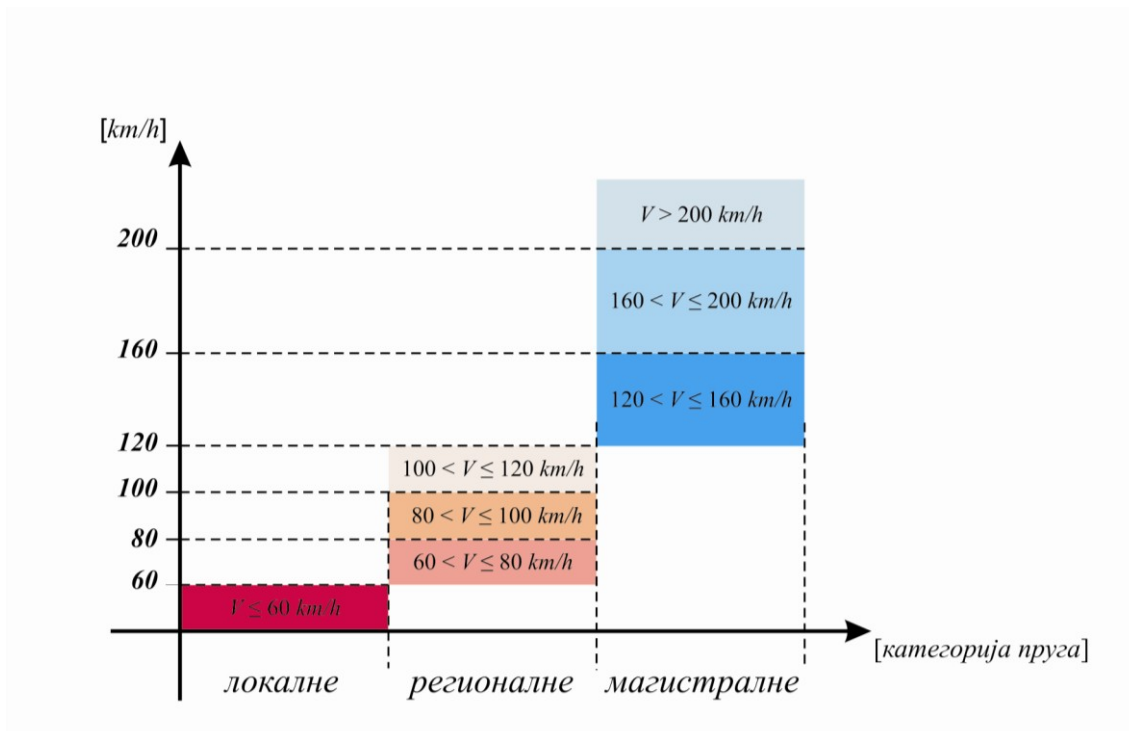 [km/h]
V > 200 km/h
200
160 < V ≤ 200 km/h
160
120 < V ≤ 160 km/h
120
100 < V ≤ 120 km/h
100
80 < V ≤ 100 km/h
80
60 < V ≤ 80 km/h
60
V ≤ 60 km/h
[категорија пруга]
локалне регионалне магистралне